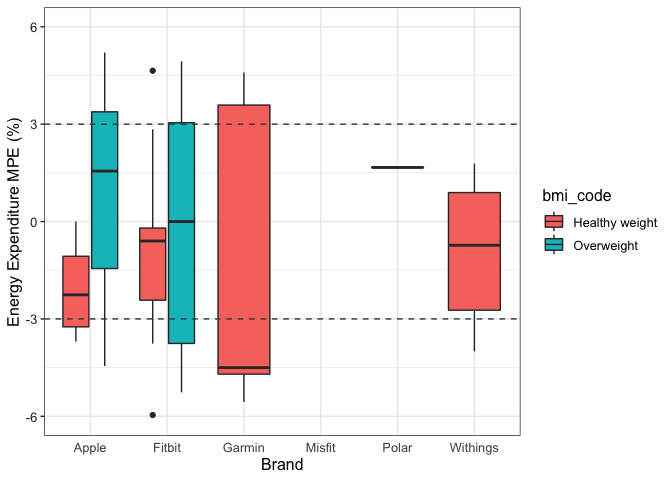 Energy Expenditure MPE (%)
6
3
0
-3
-6
Apple Fitbit Garmin Misfit Polar Withings
Brand
bmi_code
Healthy weight
Overweight